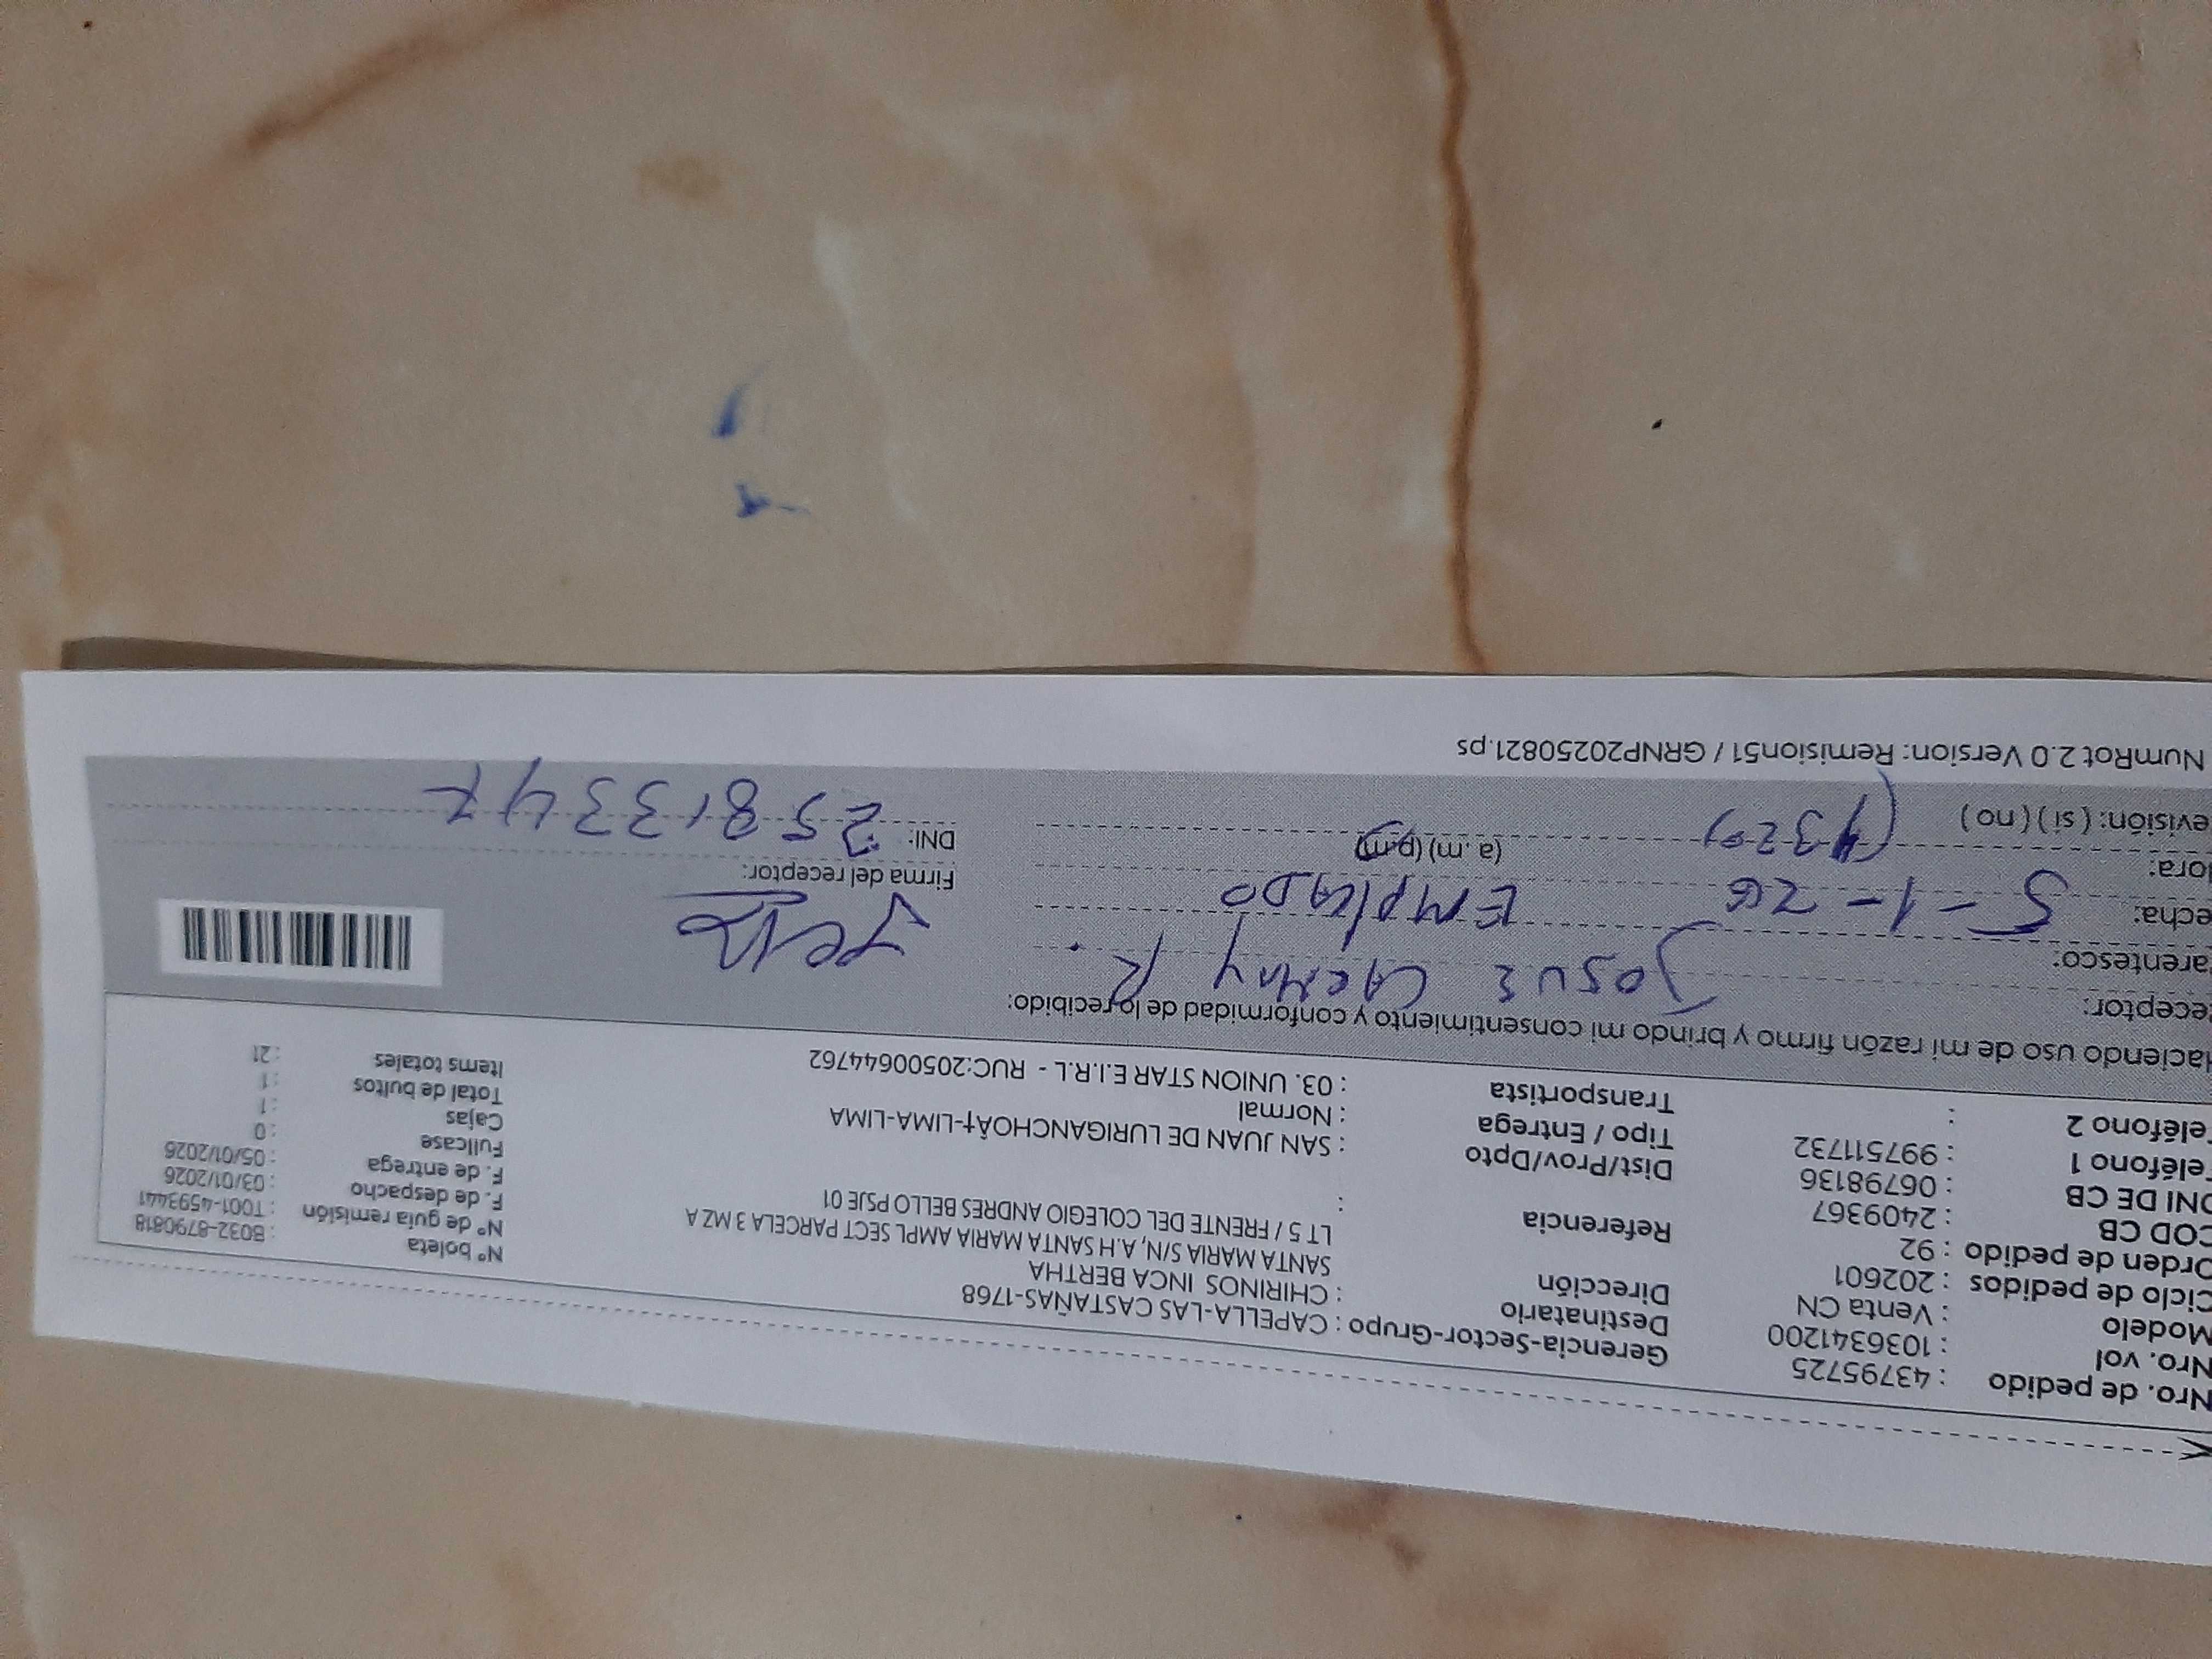 Nro. de pedido : 43795725
Nro. vol : 1036341200
Modelo : Venta CN
Ciclo de pedidos : 202601
Orden de pedido : 92
COD CB : 2409367
DNI DE CB : 06798136
Teléfono 1 : 997511732
Teléfono 2 :
Gerencia-Sector-Grupo : CAPELLA-LAS CASTAÑAS-1768
Destinatario : CHIRINOS INCA BERTHA
Dirección SANTA MARIA S/N, A.H SANTA MARIA AMPL SECT PARCELA 3 MZ A
LT 5 / FRENTE DEL COLEGIO ANDRES BELLO PSJE 01
Referencia :
Dist/Prov/Dpto : SAN JUAN DE LURIGANCHOÂ†-LIMA-LIMA
Tipo / Entrega : Normal
Transportista : 03. UNION STAR E.I.R.L - RUC:20500644762
Nº boleta : B032-8790818
Nº de guía remisión : T001-4593441
F. de despacho : 03/01/2026
F. de entrega : 05/01/2026
Fullcase : 0
Cajas : 1
Total de bultos : 1
Items totales : 21
Haciendo uso de mi razón firmo y brindo mi consentimiento y conformidad de lo recibido:
Receptor: JOSUE
Parentesco: EMPLEADO
echa: 5-1-26
Hora: (a. m) (p.m)
evisión: ( sí ) ( no )
Firma del receptor:
DNI:
NumRot 2.0 Version: Remision51 / GRNP20250821.ps